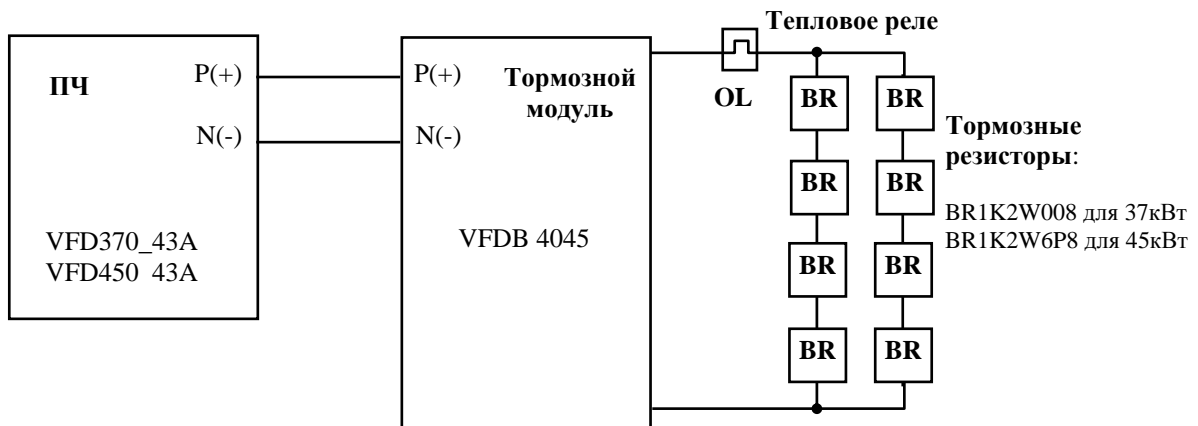 Тепловое реле
ПЧ
P(+)
N(-)
VFD370_43A
VFD450 43A
P(+)
N(-)
Тормозной
модуль
VFDB 4045
OL
BR BR
BR BR
BR BR
BR BR
Тормозные
резисторы:
BR1K2W008 для 37кВт
BR1K2W6P8 для 45кВт